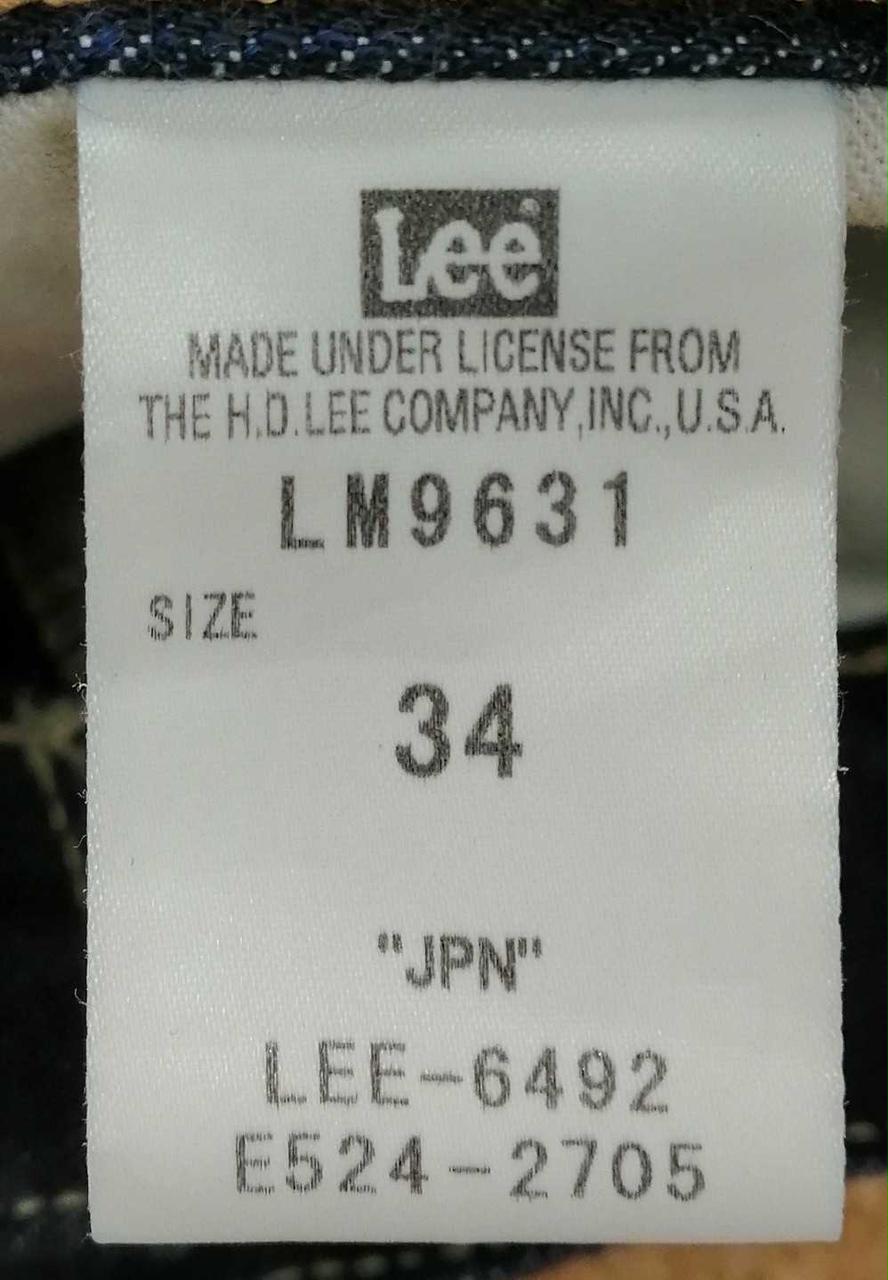 Lee
MADE UNDER LICENSE FROM
THE H.D.LEE COMPANY,INC.,U.S.A.
LM9631
SIZE
34
"JPN"
LEE-6492
E524-2705